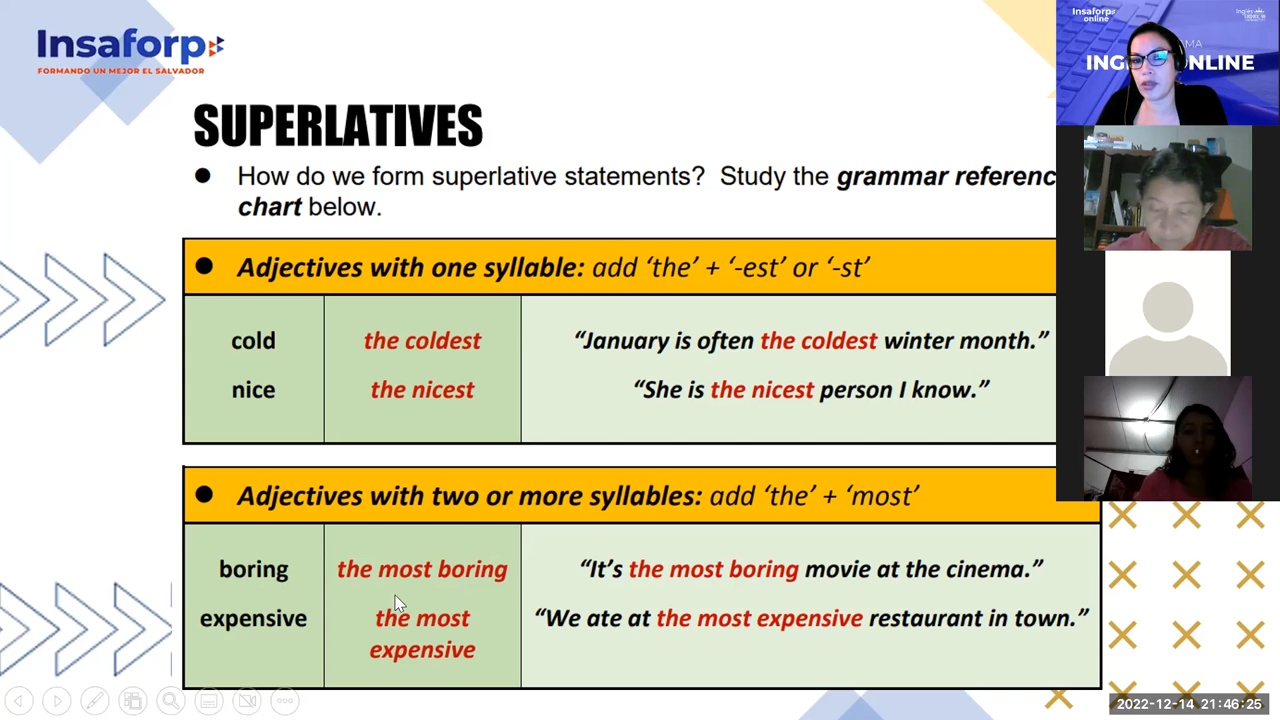 Insaforp
FORMANDO UN MEJOR EL SALVADOR
SUPERLATIVES
How do we form superlative statements? Study the grammar referenc
chart below.
Adjectives with one syllable: add ‘the’ + ‘-est’ or ‘-st’
cold the coldest “January is often the coldest winter month.”
nice the nicest “She is the nicest person I know.”
Adjectives with two or more syllables: add ‘the’ + ‘most’
boring the most boring “It’s the most boring movie at the cinema.”
expensive the most “We ate at the most expensive restaurant in town.”
expensive
Insaforp
online
Inglés
AMA
ING NLINE
2022-12-14 21:46:25